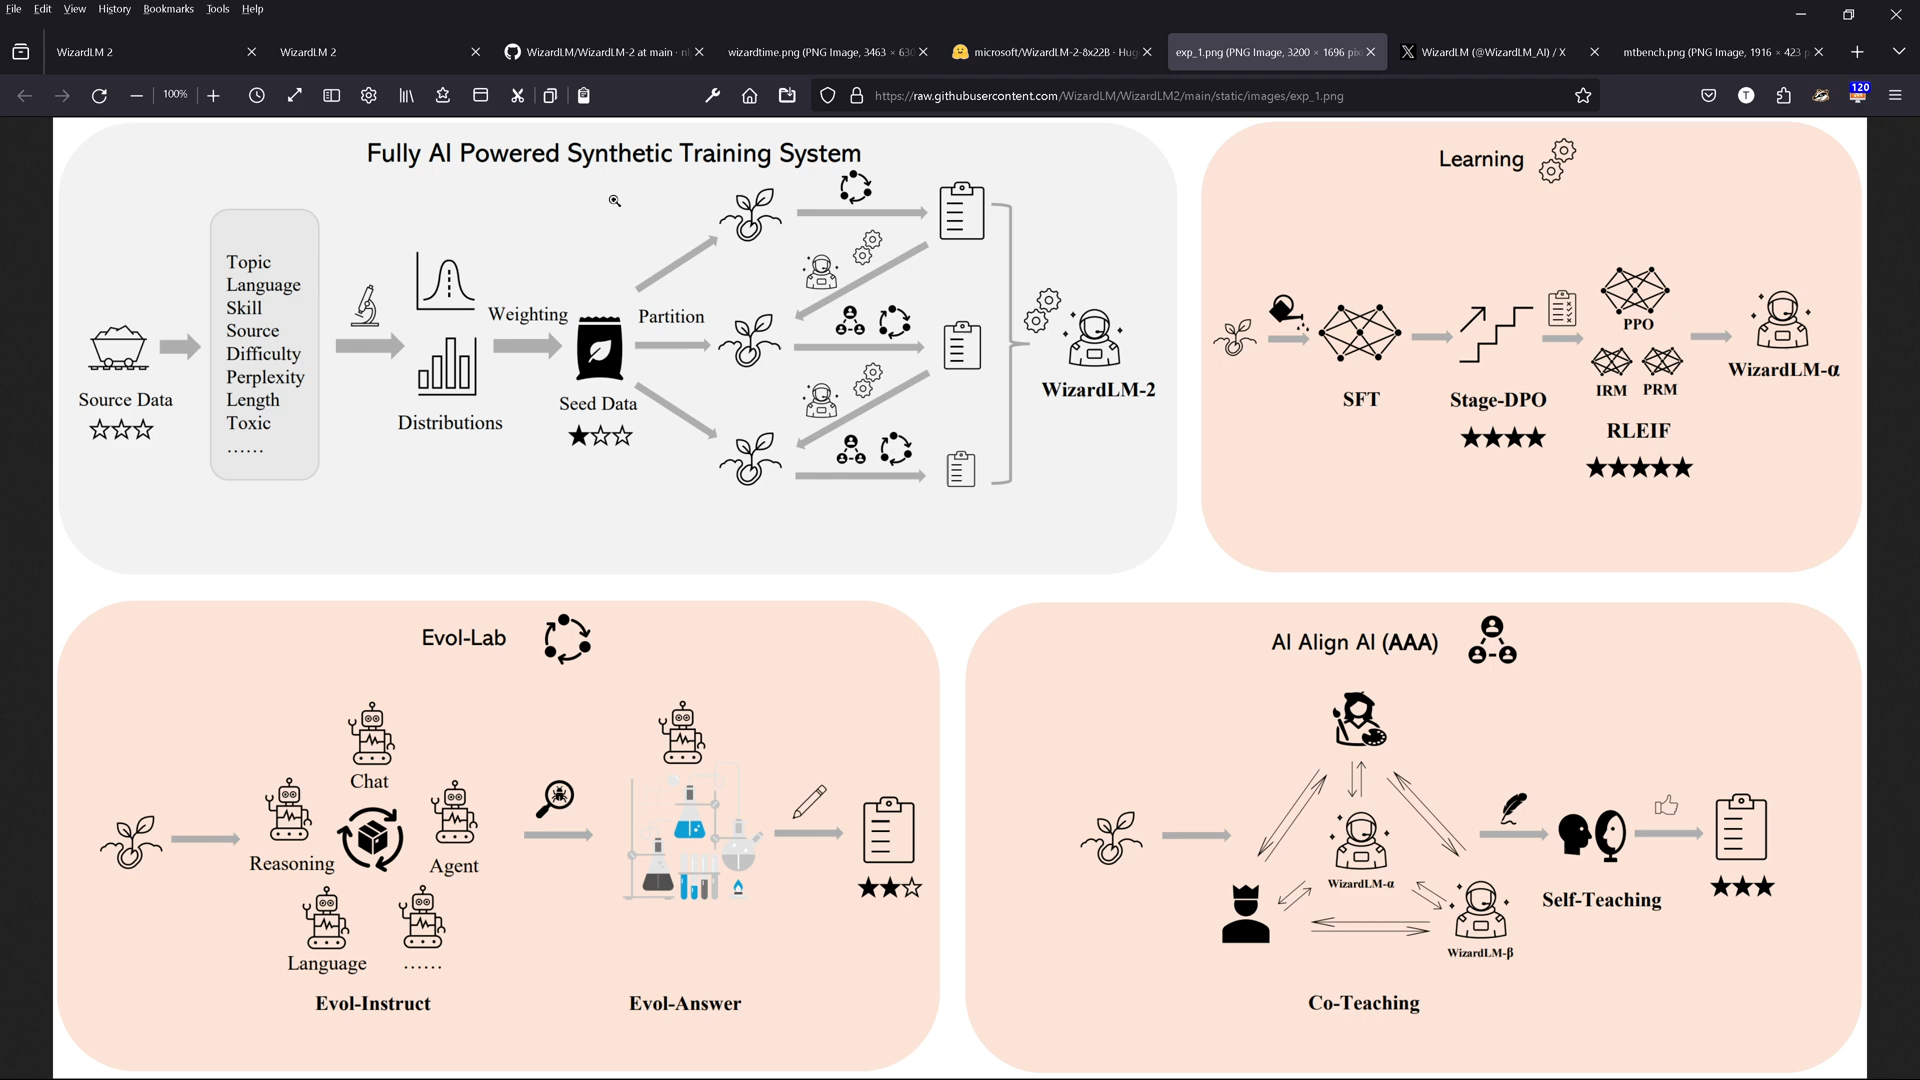 File Edit View History Bookmarks Tools Help
WizardLM 2
WizardLM 2
WizardLM/WizardLM-2 at main · nl
wizardtime.png (PNG Image, 3463 × 630
microsoft/WizardLM-2-8x22B · Hug
exp_1.png (PNG Image, 3200 × 1696 pix
WizardLM (@WizardLM_AI) / X
mtbench.png (PNG Image, 1916 × 423 p
100%
https://raw.githubusercontent.com/WizardLM/WizardLM2/main/static/images/exp_1.png
T
120
Fully AI Powered Synthetic Training System
Source Data
Topic
Language
Skill
Source
Difficulty
Perplexity
Length
Toxic
......
Distributions
Weighting
Seed Data
Partition
WizardLM-2
Learning
SFT
Stage-DPO
PPO
IRM PRM
RLEIF
WizardLM-α
Evol-Lab
Chat
Reasoning
Agent
Language
......
Evol-Instruct
Evol-Answer
AI Align AI (AAA)
WizardLM-α
WizardLM-β
Co-Teaching
Self-Teaching